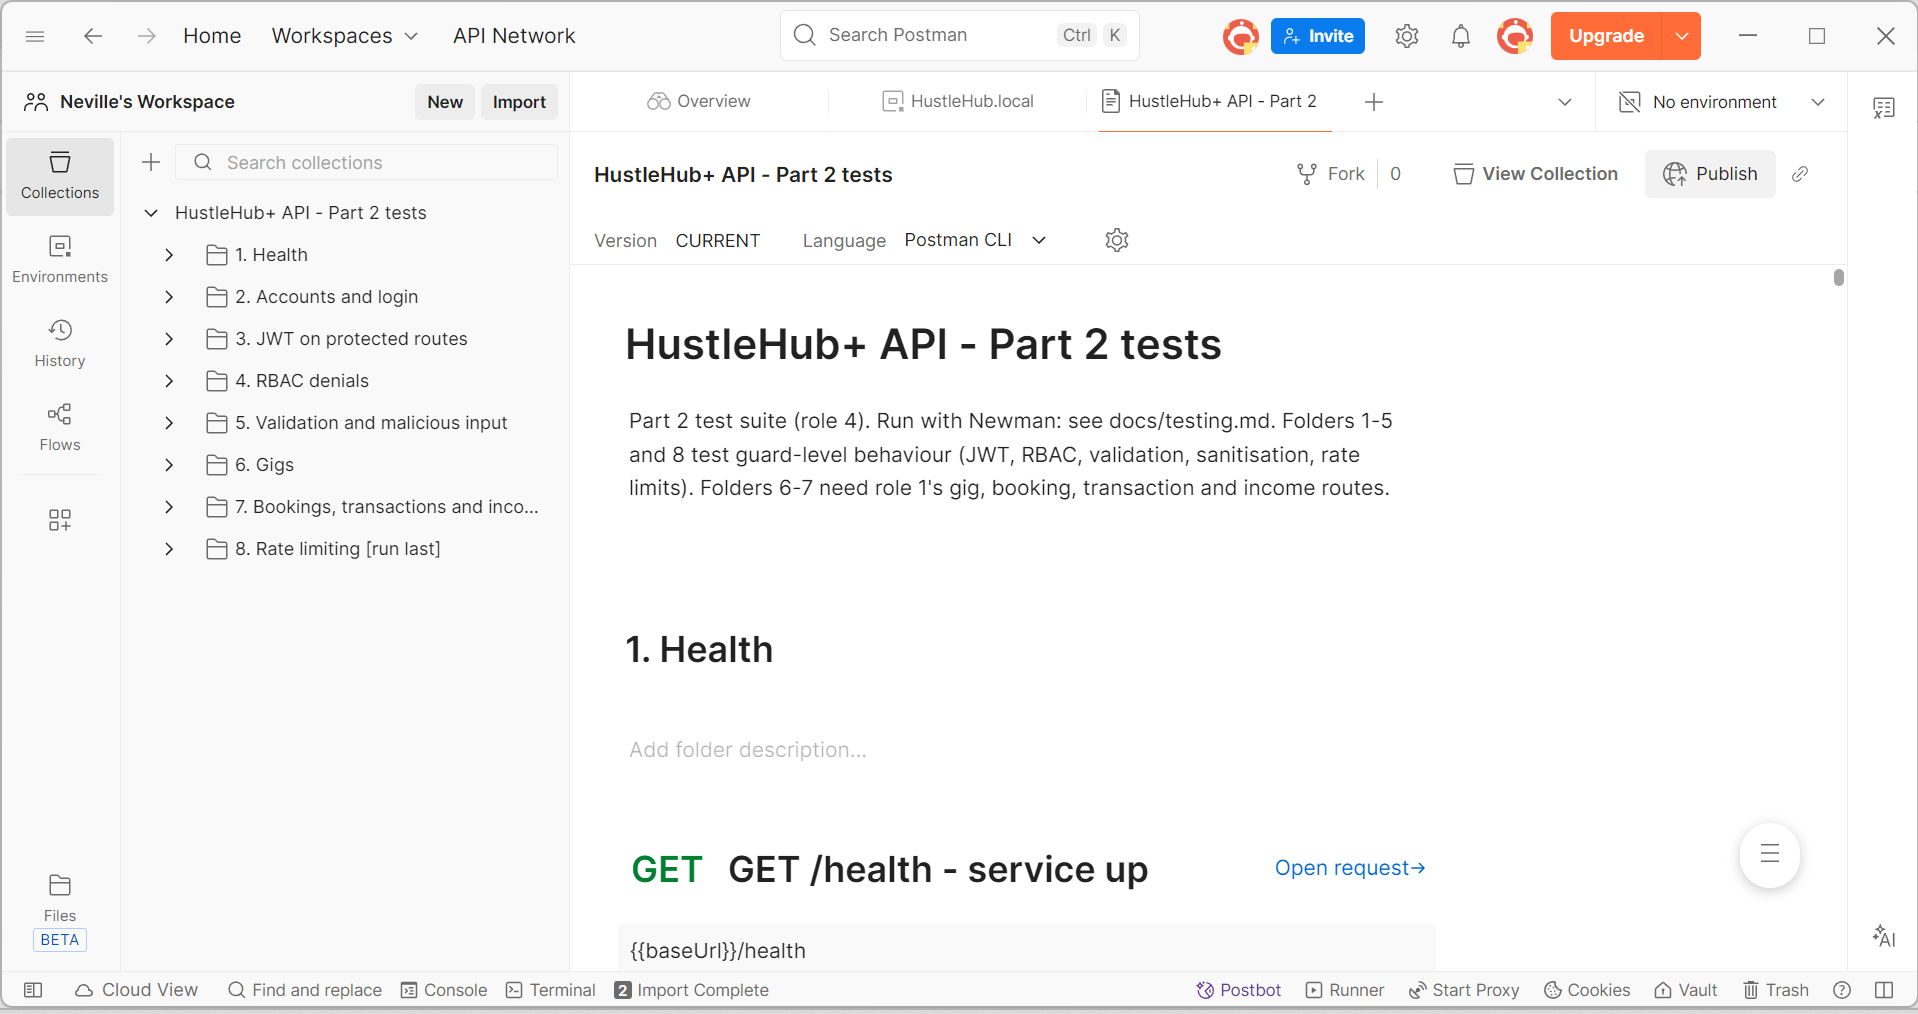 Home
Workspaces
API Network
Search Postman
Ctrl K
Invite
Upgrade
Neville's Workspace
New
Import
Overview
HustleHub.local
HustleHub+ API - Part 2
No environment
Collections
Environments
History
Flows
Files
BETA
Search collections
HustleHub+ API - Part 2 tests
1. Health
2. Accounts and login
3. JWT on protected routes
4. RBAC denials
5. Validation and malicious input
6. Gigs
7. Bookings, transactions and inco...
8. Rate limiting [run last]
HustleHub+ API - Part 2 tests
Fork 0
View Collection
Publish
Version CURRENT
Language Postman CLI
HustleHub+ API - Part 2 tests
Part 2 test suite (role 4). Run with Newman: see docs/testing.md. Folders 1-5
and 8 test guard-level behaviour (JWT, RBAC, validation, sanitisation, rate
limits). Folders 6-7 need role 1's gig, booking, transaction and income routes.
1. Health
Add folder description...
GET GET /health - service up
Open request→
{{baseUrl}}/health
AI
Cloud View
Find and replace
Console
Terminal
2 Import Complete
Postbot
Runner
Start Proxy
Cookies
Vault
Trash